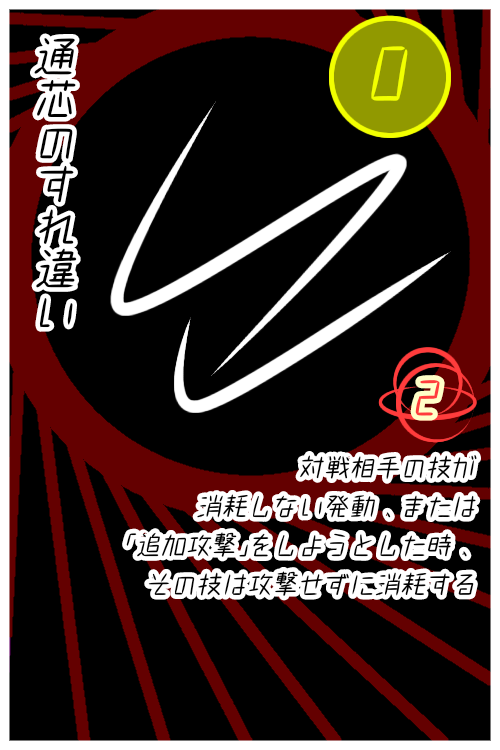 通芯のすれ違い
0
2
対戦相手の技が
消耗しない発動、または
「追加攻撃」をしようとした時、
その技は攻撃せずに消耗する